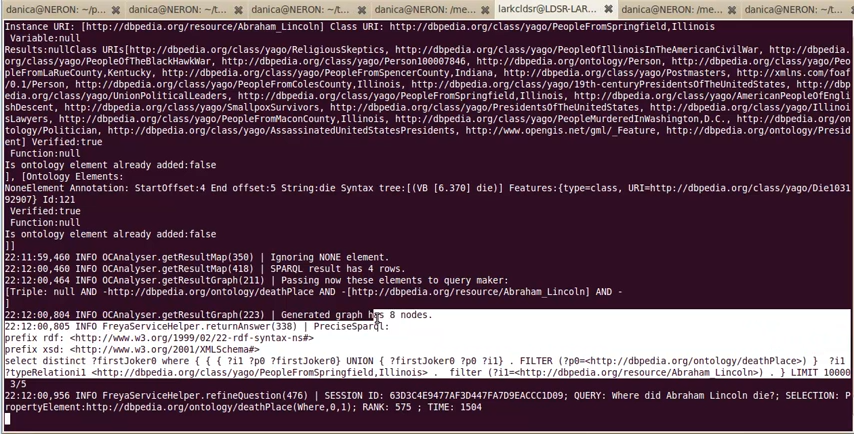 danica@NERON: ~/p... danica@NERON: ~/t... danica@NERON: ~/t... danica@NERON: /me... larkcldsr@LDSR-LAR... danica@NERON: /me... danica@NERON: ~/t...
Instance URI: [http://dbpedia.org/resource/Abraham_Lincoln] Class URI: http://dbpedia.org/class/yago/PeopleFromSpringfield,Illinois
Variable:null
Results:nullClass URIs[http://dbpedia.org/class/yago/ReligiousSkeptics, http://dbpedia.org/class/yago/PeopleOfIllinoisInTheAmericanCivilWar, http://dbpedia.
org/class/yago/PeopleOfTheBlackHawkWar, http://dbpedia.org/class/yago/Person100007846, http://dbpedia.org/ontology/Person, http://dbpedia.org/class/yago/Peo
pleFromLaRueCounty,Kentucky, http://dbpedia.org/class/yago/PeopleFromSpencerCounty,Indiana, http://dbpedia.org/class/yago/Postmasters, http://xmlns.com/foaf
/0.1/Person, http://dbpedia.org/class/yago/PeopleFromColesCounty,Illinois, http://dbpedia.org/class/yago/19th-centuryPresidentsOfTheUnitedStates, http://dbp
edia.org/class/yago/UnionPoliticalLeaders, http://dbpedia.org/class/yago/PeopleFromSpringfield,Illinois, http://dbpedia.org/class/yago/AmericanPeopleOfEngli
shDescent, http://dbpedia.org/class/yago/SmallpoxSurvivors, http://dbpedia.org/class/yago/PresidentsOfTheUnitedStates, http://dbpedia.org/class/yago/Illinoi
sLawyers, http://dbpedia.org/class/yago/PeopleFromMaconCounty,Illinois, http://dbpedia.org/class/yago/PeopleMurderedInWashington,D.C., http://dbpedia.org/on
tology/Politician, http://dbpedia.org/class/yago/AssassinatedUnitedStatesPresidents, http://www.opengis.net/gml/_Feature, http://dbpedia.org/ontology/Presid
ent] Verified:true
Function:null
Is ontology element already added:false
], [Ontology Elements:
NoneElement Annotation: StartOffset:4 End offset:5 String:die Syntax tree:[(VB [6.370] die)] Features:{type=class, URI=http://dbpedia.org/class/yago/Die1031
92907} Id:121
Verified:true
Function:null
Is ontology element already added:false
]]
22:11:59,460 INFO OCAnalyser.getResultMap(350) | Ignoring NONE element.
22:12:00,460 INFO OCAnalyser.getResultMap(418) | SPARQL result has 4 rows.
22:12:00,464 INFO OCAnalyser.getResultGraph(211) | Passing now these elements to query maker:
[Triple: null AND -http://dbpedia.org/ontology/deathPlace AND -[http://dbpedia.org/resource/Abraham_Lincoln] AND -
]
22:12:00,804 INFO OCAnalyser.getResultGraph(223) | Generated graph has 8 nodes.
22:12:00,805 INFO FreyaServiceHelper.returnAnswer(338) | PreciseSparql:
prefix rdf: <http://www.w3.org/1999/02/22-rdf-syntax-ns#>
prefix xsd: <http://www.w3.org/2001/XMLSchema#>
select distinct ?firstJoker0 where { { { ?i1 ?p0 ?firstJoker0} UNION { ?firstJoker0 ?p0 ?i1} . FILTER (?p0=<http://dbpedia.org/ontology/deathPlace>) } ?i1
?typeRelationi1 <http://dbpedia.org/class/yago/PeopleFromSpringfield,Illinois> . filter (?i1=<http://dbpedia.org/resource/Abraham_Lincoln>) . } LIMIT 10000
3/5
22:12:00,956 INFO FreyaServiceHelper.refineQuestion(476) | SESSION ID: 63D3C4E9477AF3D447FA7D9EACCC1D09; QUERY: Where did Abraham Lincoln die?; SELECTION: P
ropertyElement:http://dbpedia.org/ontology/deathPlace(Where,0,1); RANK: 575 ; TIME: 1504